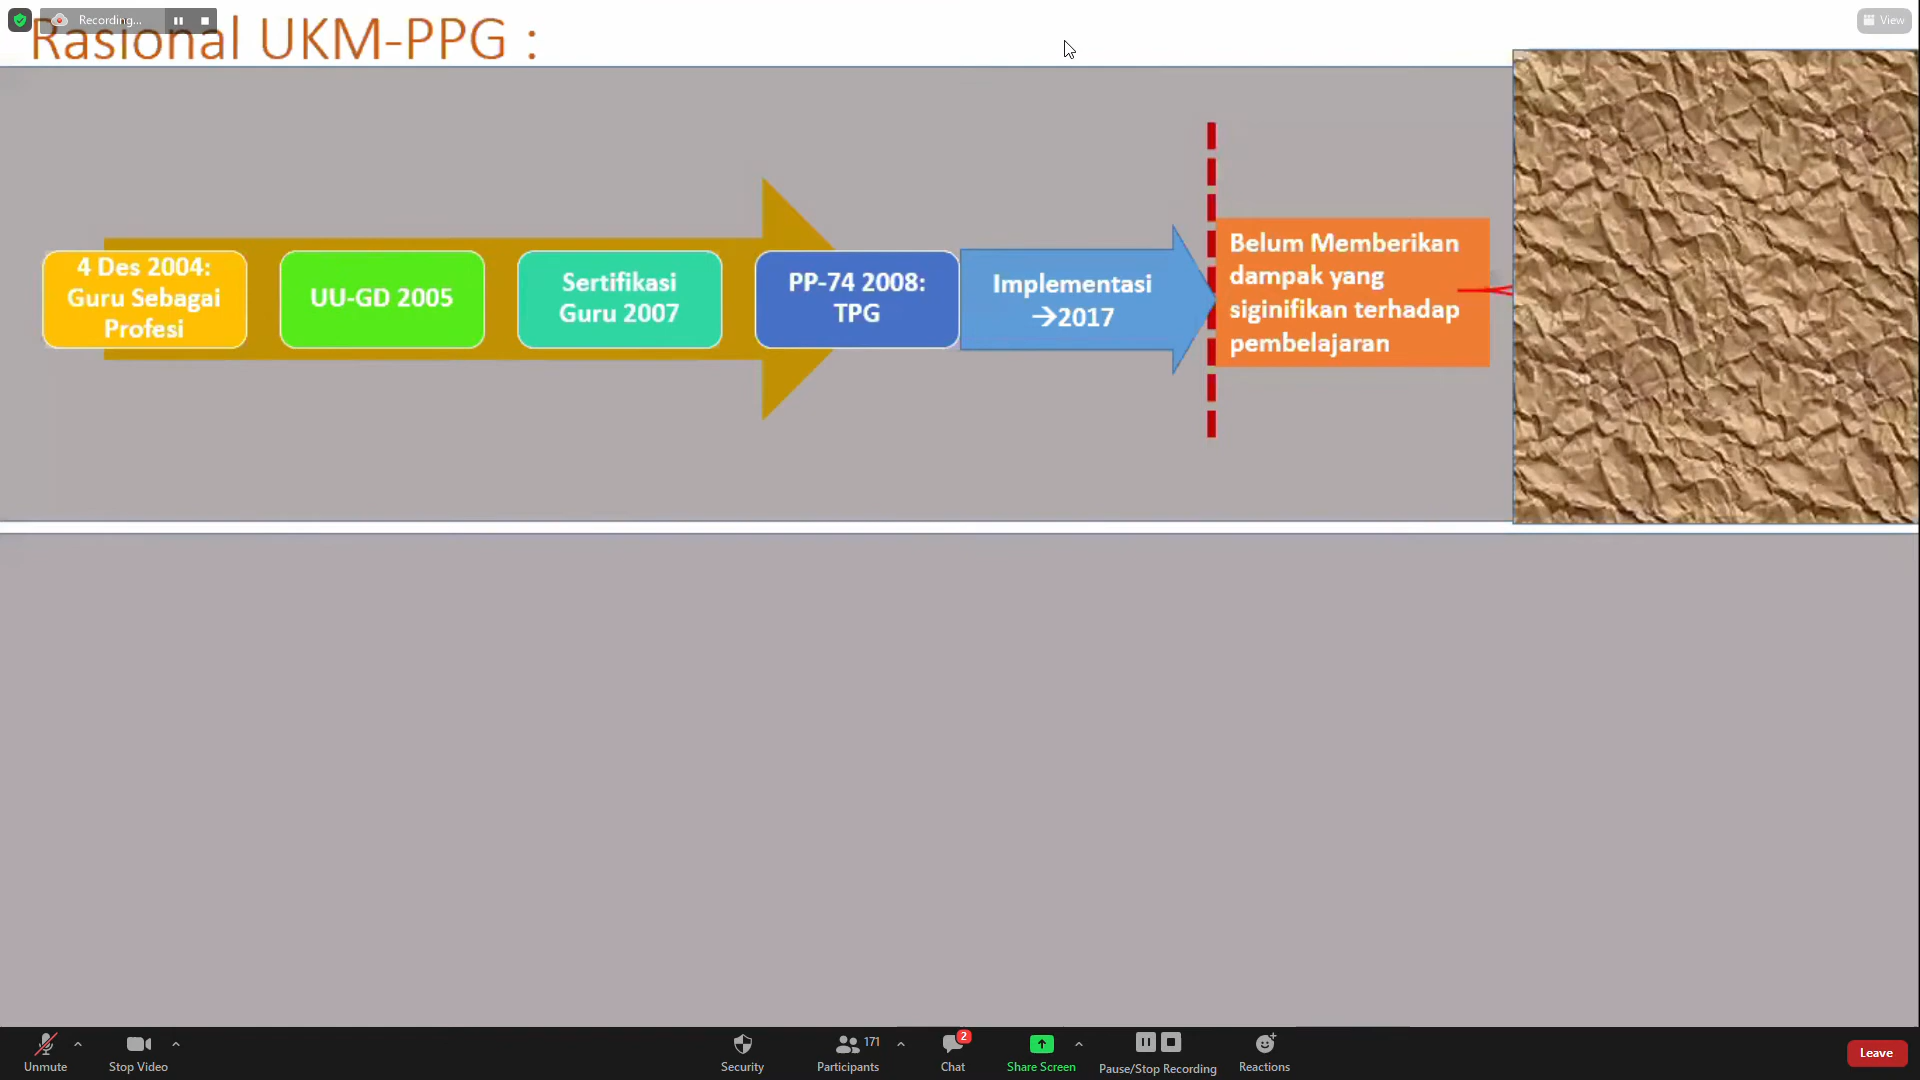 Recording...
View
Rasional UKM-PPG :
4 Des 2004:
Guru Sebagai
Profesi
UU-GD 2005
Sertifikasi
Guru 2007
PP-74 2008:
TPG
Implementasi
→2017
Belum Memberikan
dampak yang
siginifikan terhadap
pembelajaran
Unmute
Stop Video
Security
171
Participants
2
Chat
Share Screen
Pause/Stop Recording
Reactions
Leave